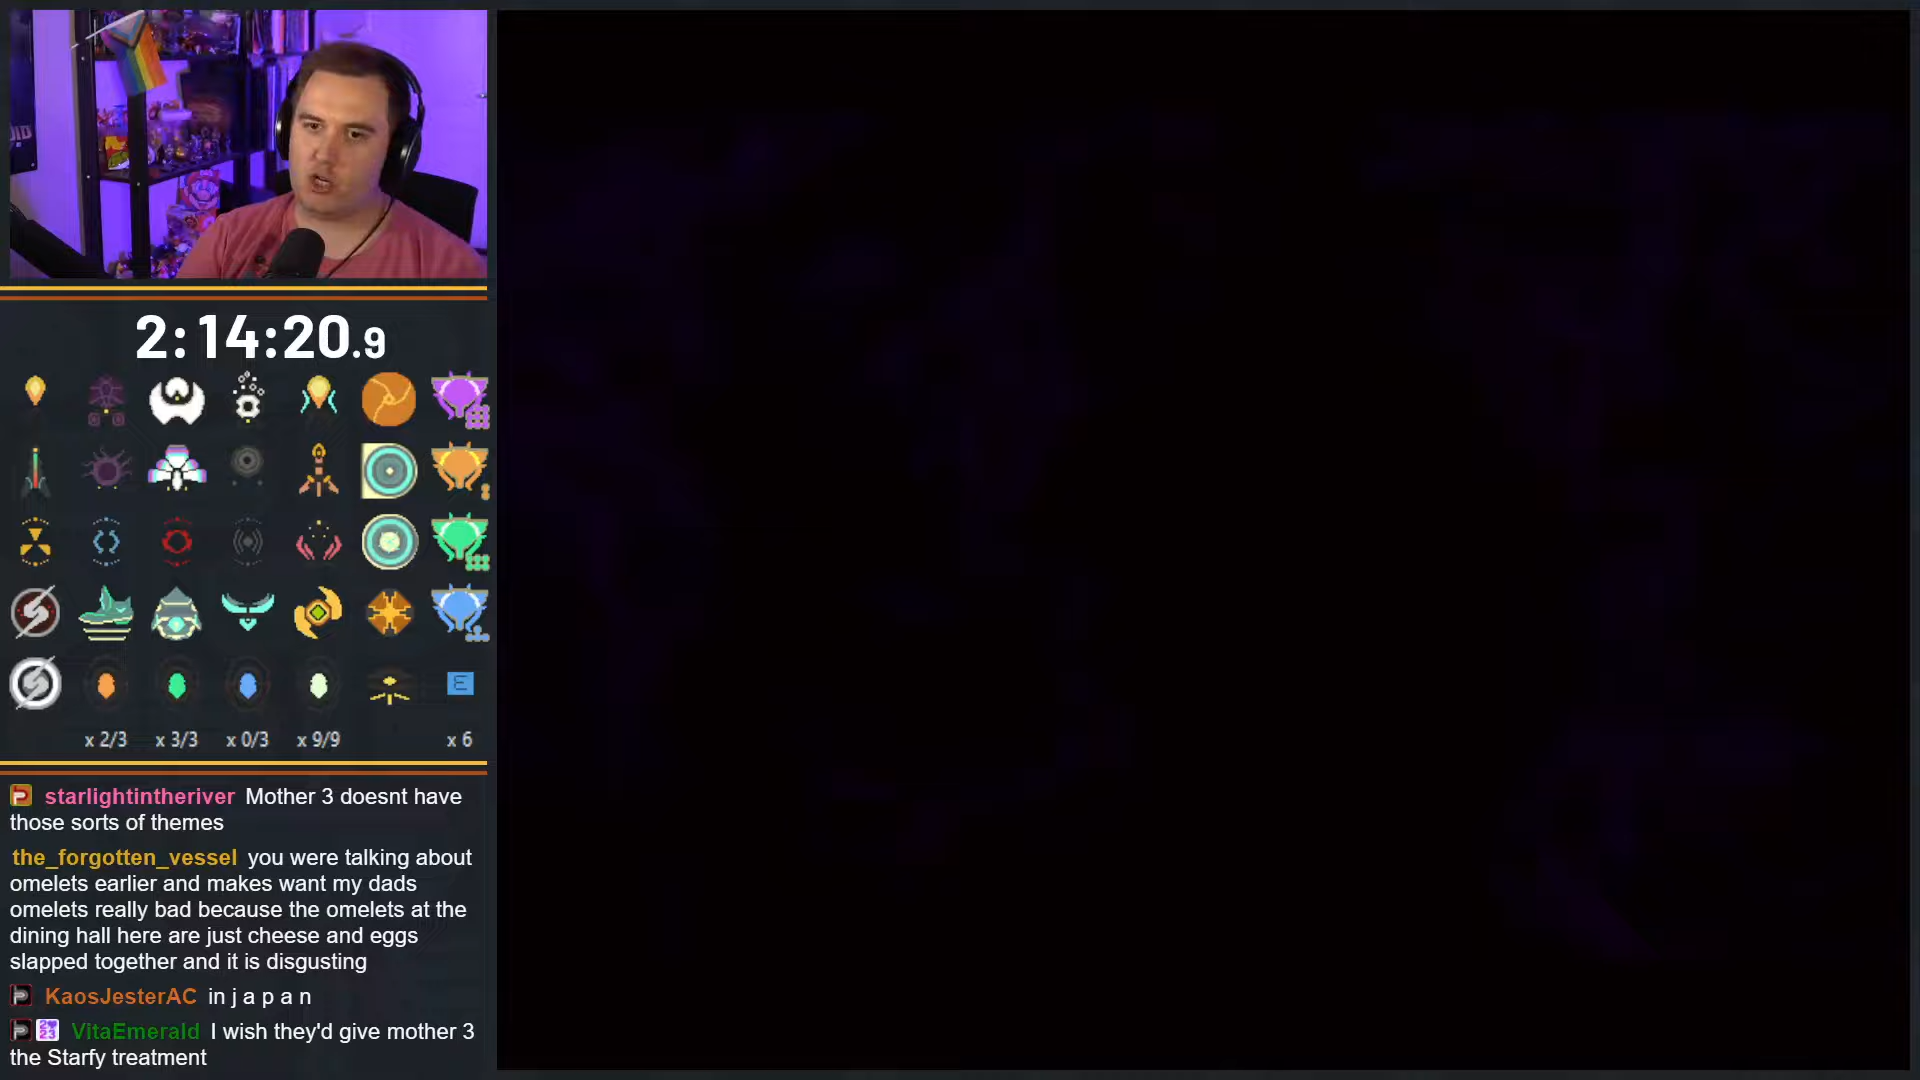 2:14:20.9
x 2/3 x 3/3 x 0/3 x 9/9 x 6
starlightintheriver Mother 3 doesnt have
those sorts of themes
the_forgotten_vessel you were talking about
omelets earlier and makes want my dads
omelets really bad because the omelets at the
dining hall here are just cheese and eggs
slapped together and it is disgusting
KaosJesterAC in j a p a n
VitaEmerald I wish they'd give mother 3
the Starfy treatment